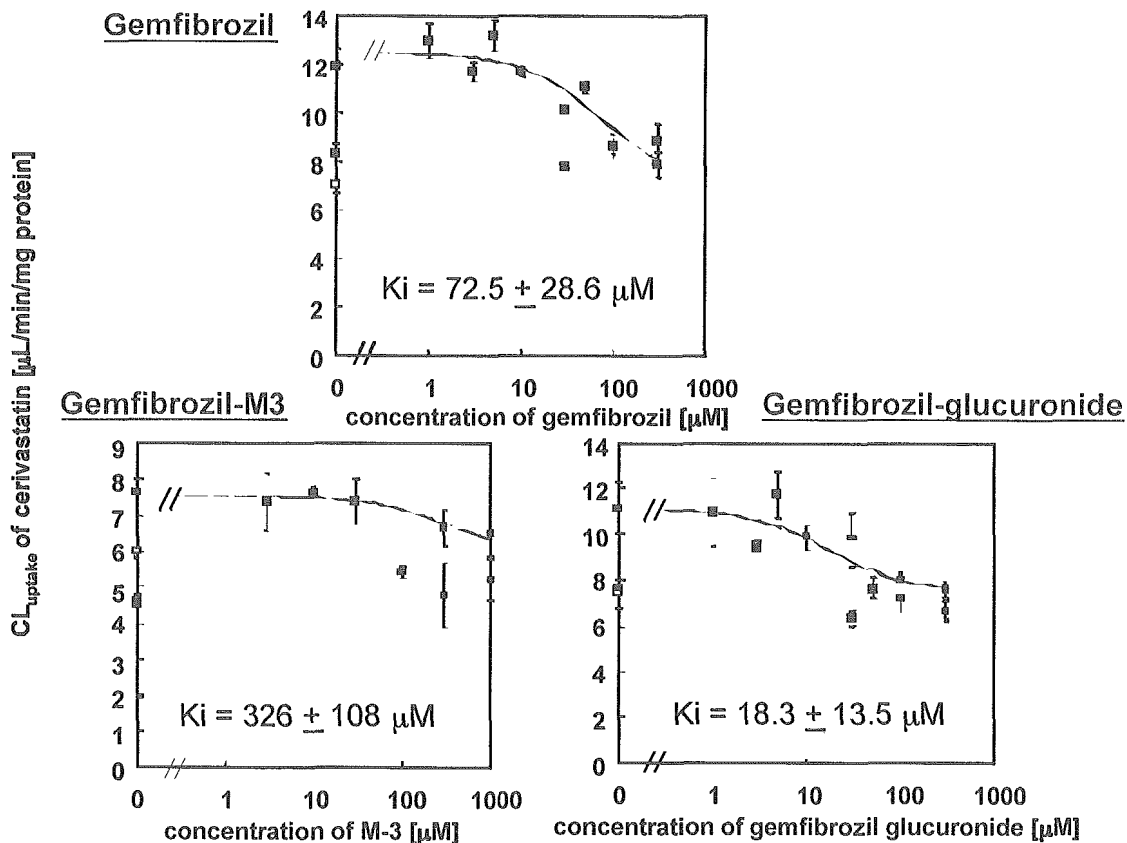 Gemfibrozil
CL_uptake of cerivastatin [µL/min/mg protein]
14
12
10
8
6
4
2
0
Ki = 72.5 ± 28.6 µM
0 1 10 100 1000
concentration of gemfibrozil [µM]
Gemfibrozil-M3
9
8
7
6
5
4
3
2
1
0
Ki = 326 ± 108 µM
0 1 10 100 1000
concentration of M-3 [µM]
Gemfibrozil-glucuronide
14
12
10
8
6
4
2
0
Ki = 18.3 ± 13.5 µM
0 1 10 100 1000
concentration of gemfibrozil glucuronide [µM]